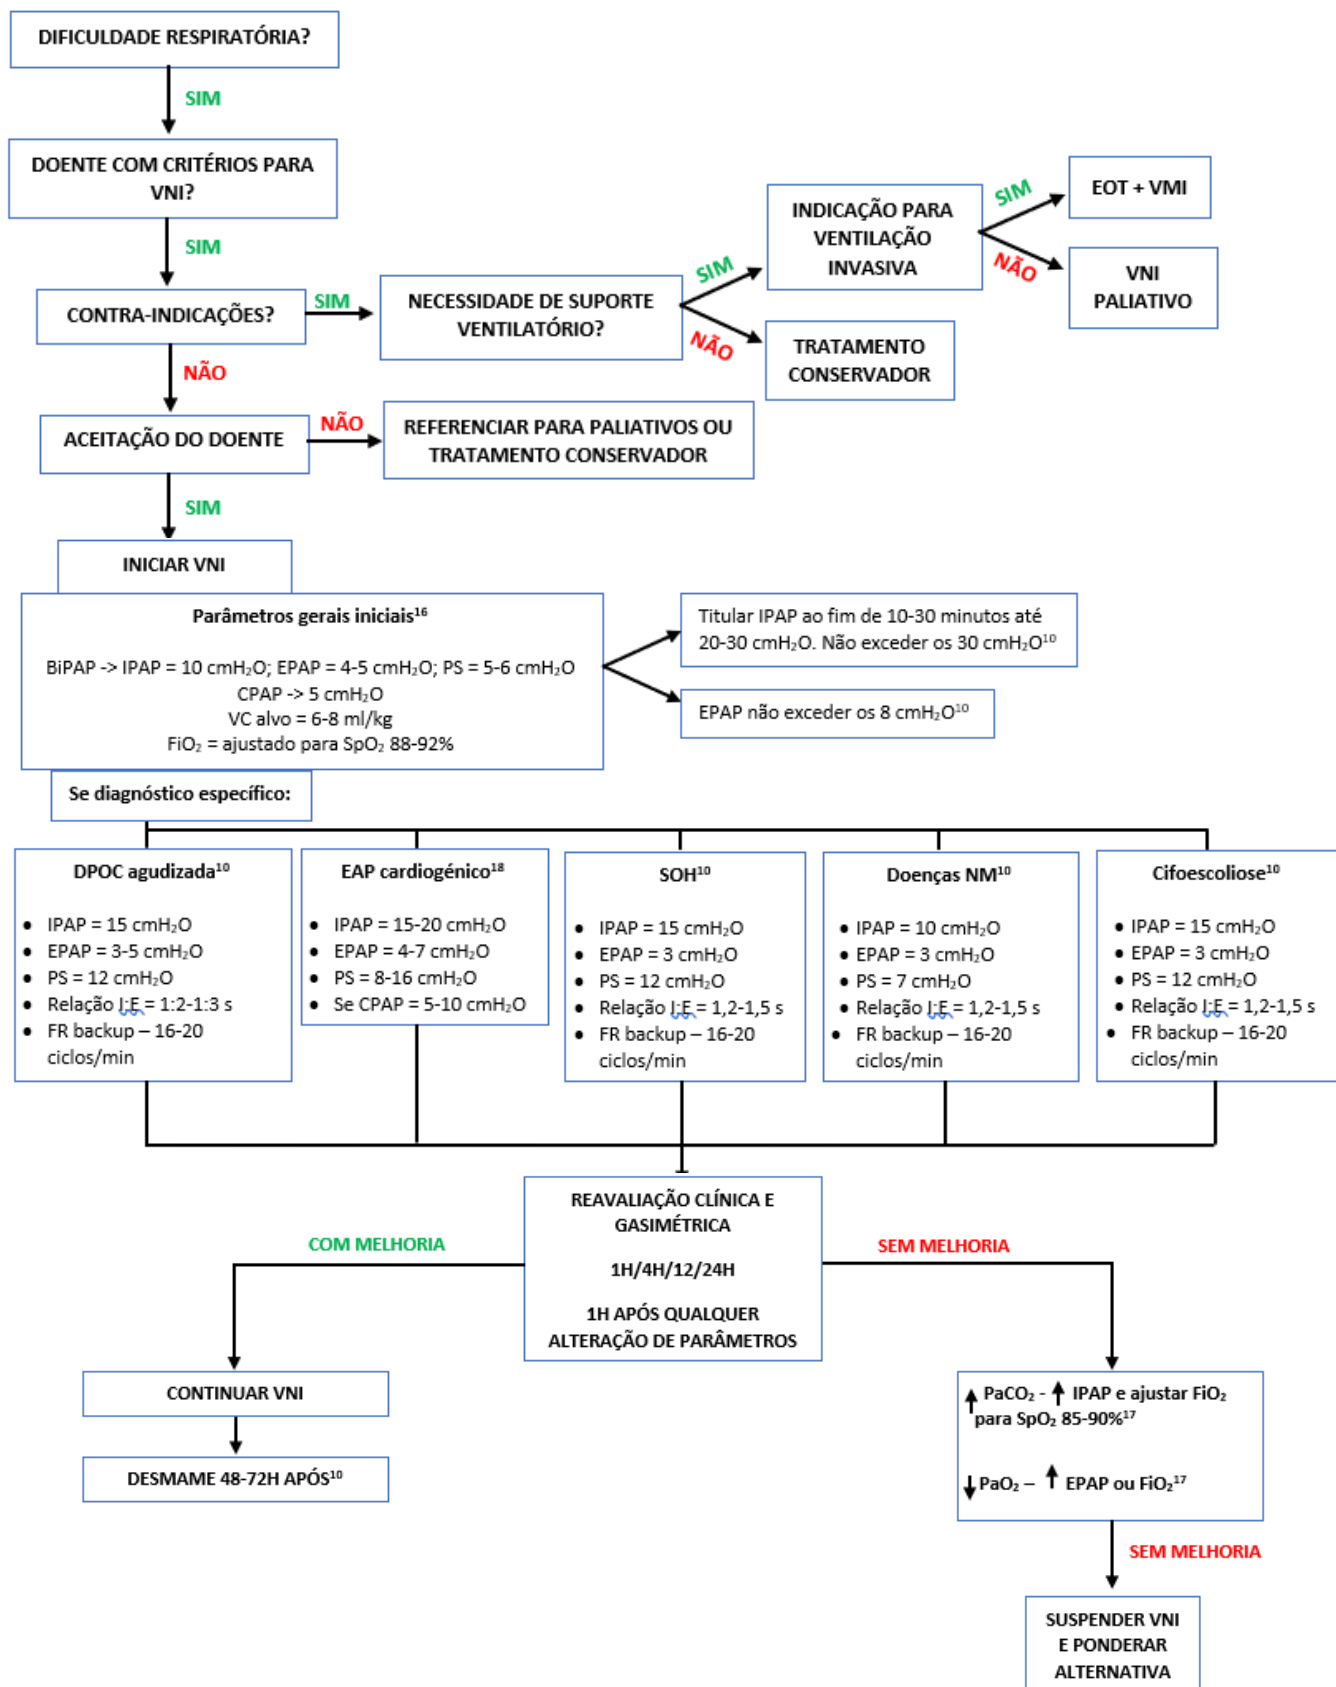 DIFICULDADE RESPIRATÓRIA?
SIM
DOENTE COM CRITÉRIOS PARA
VNI?
SIM
CONTRA-INDICAÇÕES?
SIM
NECESSIDADE DE SUPORTE
VENTILATÓRIO?
SIM
INDICAÇÃO PARA
VENTILAÇÃO
INVASIVA
SIM
EOT + VMI
NÃO
VNI
PALIATIVO
NÃO
TRATAMENTO
CONSERVADOR
NÃO
ACEITAÇÃO DO DOENTE
NÃO
REFERENCIAR PARA PALIATIVOS OU
TRATAMENTO CONSERVADOR
SIM
INICIAR VNI
Parâmetros gerais iniciais¹⁶
BiPAP -> IPAP = 10 cmH₂O; EPAP = 4-5 cmH₂O; PS = 5-6 cmH₂O
CPAP -> 5 cmH₂O
VC alvo = 6-8 ml/kg
FiO₂ = ajustado para SpO₂ 88-92%
Titular IPAP ao fim de 10-30 minutos até
20-30 cmH₂O. Não exceder os 30 cmH₂O¹⁰
EPAP não exceder os 8 cmH₂O¹⁰
Se diagnóstico específico:
DPOC agudizada¹⁰
• IPAP = 15 cmH₂O
• EPAP = 3-5 cmH₂O
• PS = 12 cmH₂O
• Relação I:E = 1:2-1:3 s
• FR backup – 16-20
ciclos/min
EAP cardiogénico¹⁸
• IPAP = 15-20 cmH₂O
• EPAP = 4-7 cmH₂O
• PS = 8-16 cmH₂O
• Se CPAP = 5-10 cmH₂O
SOH¹⁰
• IPAP = 15 cmH₂O
• EPAP = 3 cmH₂O
• PS = 12 cmH₂O
• Relação I:E = 1,2-1,5 s
• FR backup – 16-20
ciclos/min
Doenças NM¹⁰
• IPAP = 10 cmH₂O
• EPAP = 3 cmH₂O
• PS = 7 cmH₂O
• Relação I:E = 1,2-1,5 s
• FR backup – 16-20
ciclos/min
Cifoescoliose¹⁰
• IPAP = 15 cmH₂O
• EPAP = 3 cmH₂O
• PS = 12 cmH₂O
• Relação I:E = 1,2-1,5 s
• FR backup – 16-20
ciclos/min
REAVALIAÇÃO CLÍNICA E
GASIMÉTRICA
1H/4H/12/24H
1H APÓS QUALQUER
ALTERAÇÃO DE PARÂMETROS
COM MELHORIA
SEM MELHORIA
CONTINUAR VNI
DESMAME 48-72H APÓS¹⁰
↑ PaCO₂ - ↑ IPAP e ajustar FiO₂
para SpO₂ 85-90%¹⁷
↓ PaO₂ – ↑ EPAP ou FiO₂¹⁷
SEM MELHORIA
SUSPENDER VNI
E PONDERAR
ALTERNATIVA